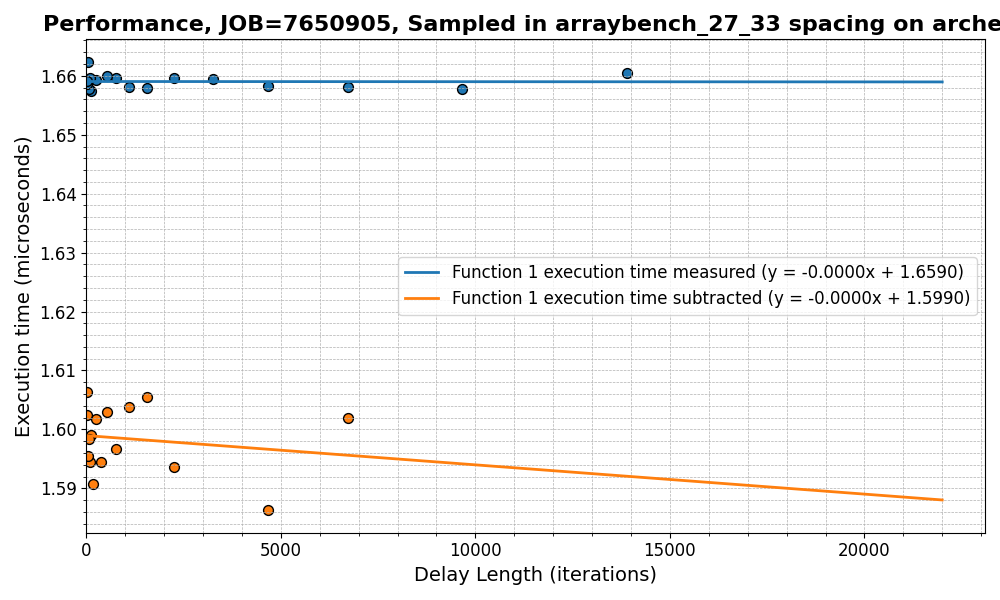 Performance, JOB=7650905, Sampled in arraybench_27_33 spacing on arche
Execution time (microseconds)
1.66
1.65
1.64
1.63
1.62
1.61
1.60
1.59
Function 1 execution time measured (y = -0.0000x + 1.6590)
Function 1 execution time subtracted (y = -0.0000x + 1.5990)
0 5000 10000 15000 20000
Delay Length (iterations)